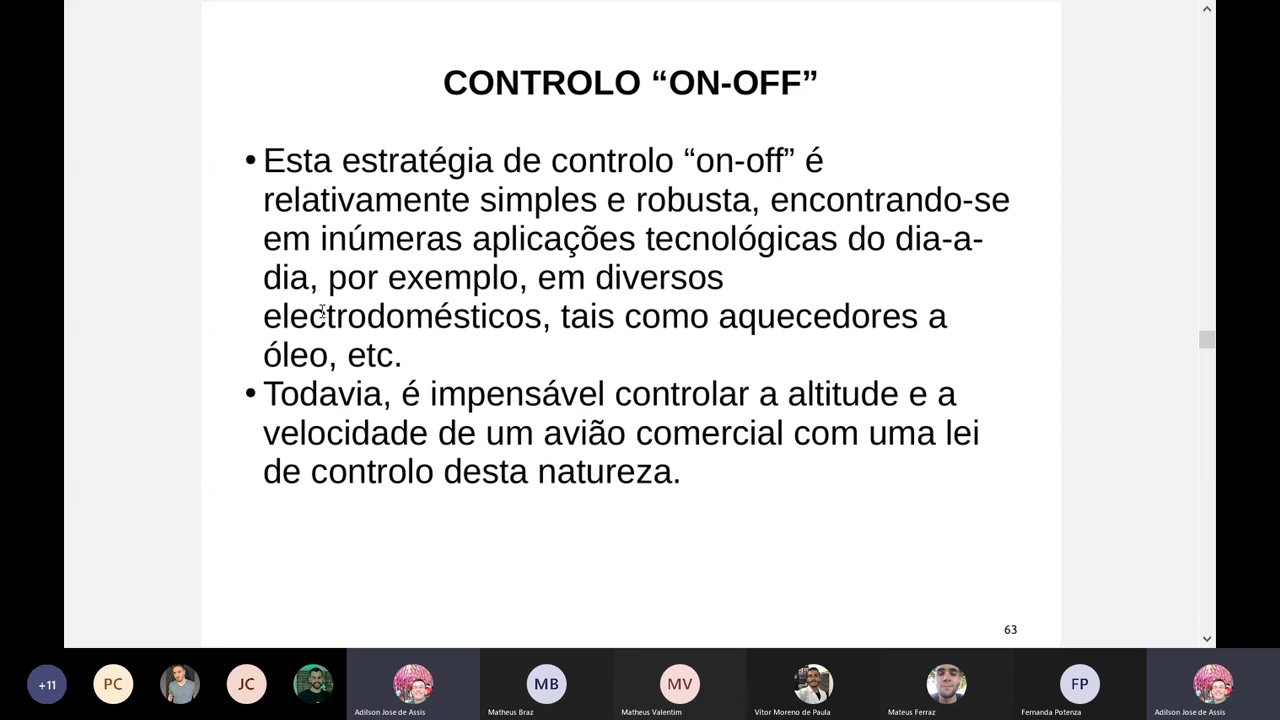 CONTROLO “ON-OFF”
• Esta estratégia de controlo “on-off” é
relativamente simples e robusta, encontrando-se
em inúmeras aplicações tecnológicas do dia-a-
dia, por exemplo, em diversos
electrodomésticos, tais como aquecedores a
óleo, etc.
• Todavia, é impensável controlar a altitude e a
velocidade de um avião comercial com uma lei
de controlo desta natureza.
63
+11
PC
JC
MB
MV
FP
Adilson Jose de Assis
Matheus Braz
Matheus Valentim
Vítor Moreno de Paula
Mateus Ferraz
Fernanda Potenza
Adilson Jose de Assis